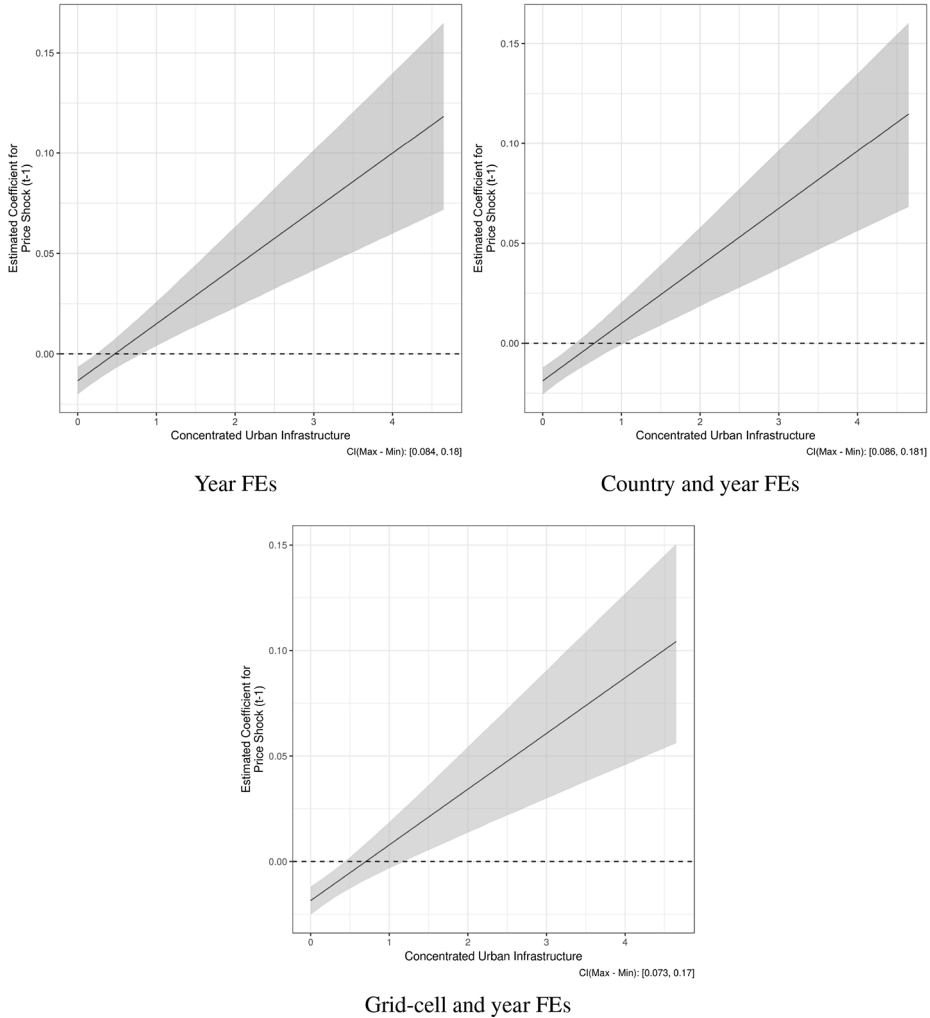 Estimated Coefficient for
Price Shock (t-1)
0.15
0.10
0.05
0.00
0 1 2 3 4
Concentrated Urban Infrastructure
CI(Max - Min): [0.084, 0.18]
Year FEs
Estimated Coefficient for
Price Shock (t-1)
0.15
0.10
0.05
0.00
0 1 2 3 4
Concentrated Urban Infrastructure
CI(Max - Min): [0.086, 0.181]
Country and year FEs
Estimated Coefficient for
Price Shock (t-1)
0.15
0.10
0.05
0.00
0 1 2 3 4
Concentrated Urban Infrastructure
CI(Max - Min): [0.073, 0.17]
Grid-cell and year FEs